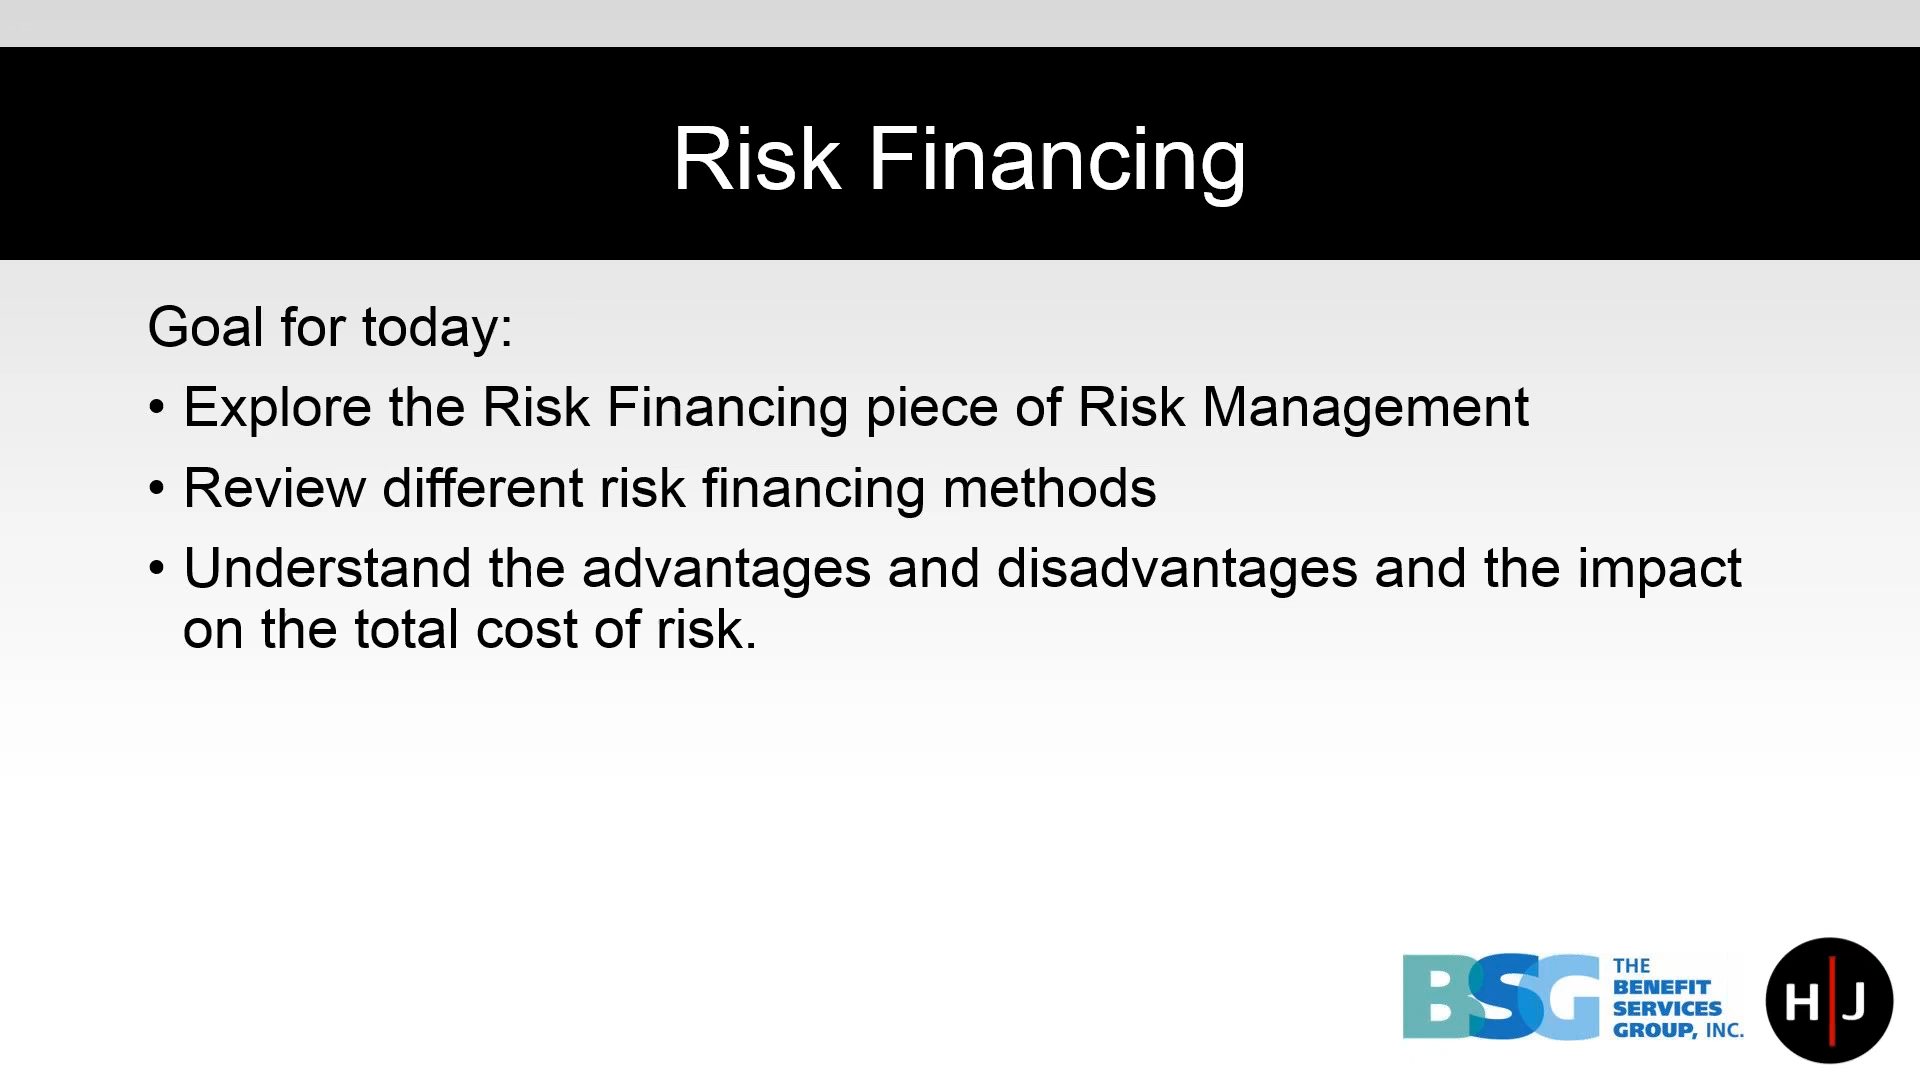 Risk Financing
Goal for today:
• Explore the Risk Financing piece of Risk Management
• Review different risk financing methods
• Understand the advantages and disadvantages and the impact
on the total cost of risk.
BSG
THE
BENEFIT
SERVICES
GROUP, INC.
H|J